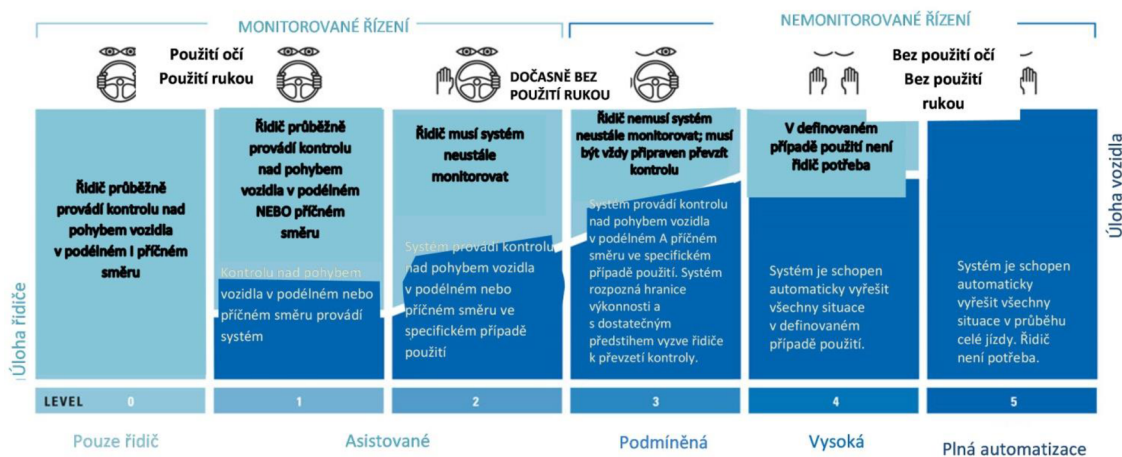 MONITOROVANÉ ŘÍZENÍ
NEMONITOROVANÉ ŘÍZENÍ
Použití očí
Použití rukou
DOČASNĚ BEZ
POUŽITÍ RUKOU
Bez použití očí
Bez použití
rukou
Úloha řidiče
Řidič průběžně
provádí kontrolu nad
pohybem vozidla
v podélném I příčném
směru
Řidič průběžně
provádí kontrolu
nad pohybem
vozidla v podélném
NEBO příčném
směru
Kontrolu nad pohybem
vozidla v podélném nebo
příčném směru provádí
systém
Řidič musí systém
neustále
monitorovat
Systém provádí kontrolu
nad pohybem vozidla
v podélném nebo
příčném směru ve
specifickém případě
použití
Řidič nemusí systém
neustále monitorovat; musí
být vždy připraven převzít
kontrolu
Systém provádí kontrolu
nad pohybem vozidla
v podélném A příčném
směru ve specifickém
případě použití. Systém
rozpozná hranice
výkonnosti a
s dostatečným
předstihem vyzve řidiče
k převzetí kontroly.
V definovaném
případě použití není
řidič potřeba
Systém je schopen
automaticky vyřešit
všechny situace
v definovaném
případě použití.
Systém je schopen
automaticky
vyřešit všechny
situace v průběhu
celé jízdy. Řidič
není potřeba.
Úloha vozidla
LEVEL 0 1 2 3 4 5
Pouze řidič
Asistované
Podmíněná
Vysoká
Plná automatizace